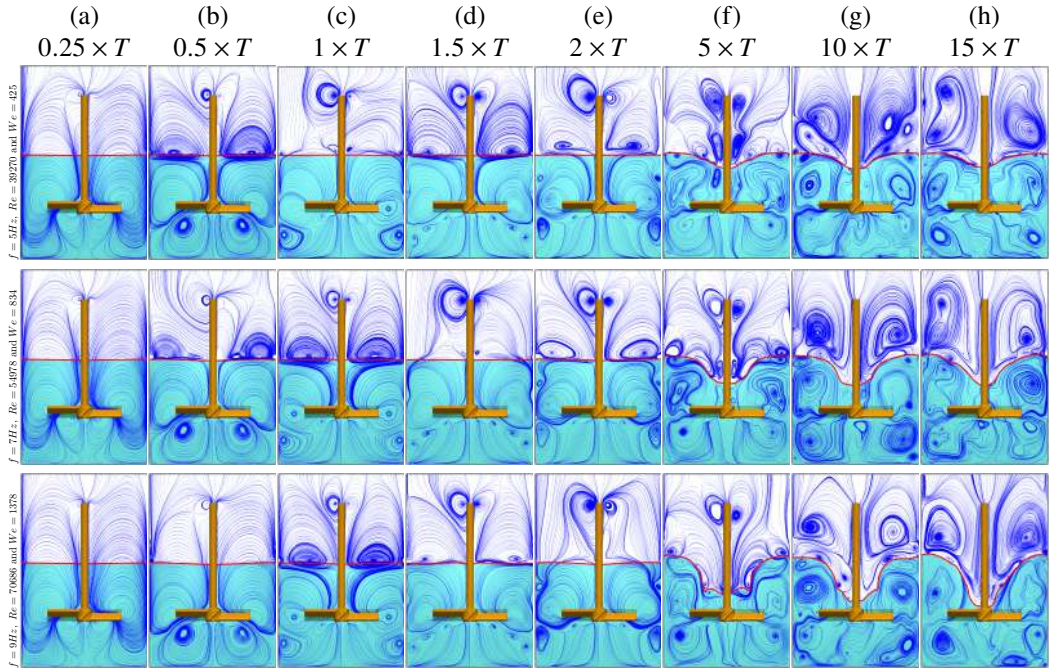 (a) (b) (c) (d) (e) (f) (g) (h)
0.25 × T 0.5 × T 1 × T 1.5 × T 2 × T 5 × T 10 × T 15 × T
f = 5Hz, Re = 39270 and We = 425
f = 7Hz, Re = 54978 and We = 834
f = 9Hz, Re = 70686 and We = 1378